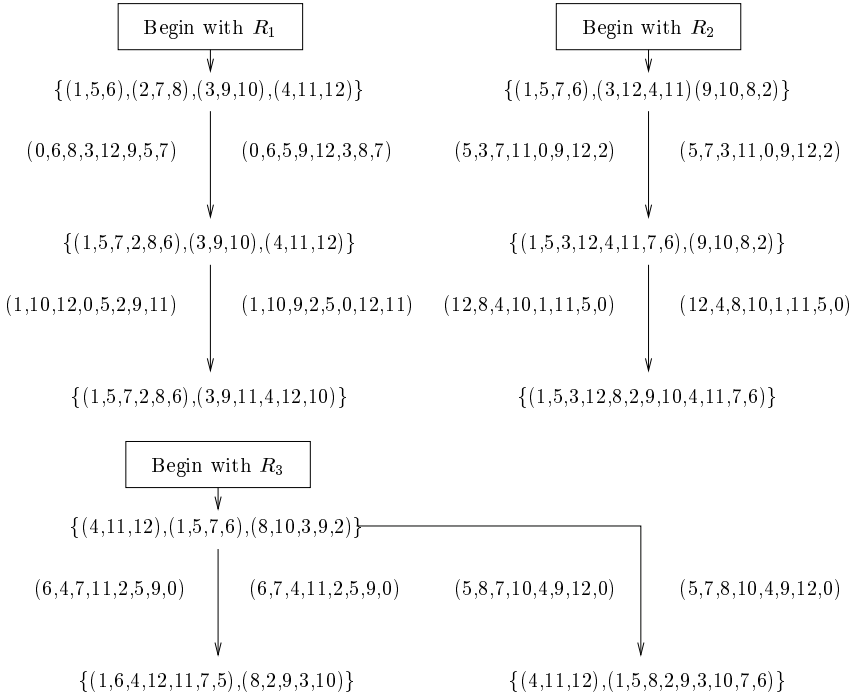 Begin with R₁ Begin with R₂
{(1,5,6),(2,7,8),(3,9,10),(4,11,12)} {(1,5,7,6),(3,12,4,11)(9,10,8,2)}
(0,6,8,3,12,9,5,7) (0,6,5,9,12,3,8,7) (5,3,7,11,0,9,12,2) (5,7,3,11,0,9,12,2)
{(1,5,7,2,8,6),(3,9,10),(4,11,12)} {(1,5,3,12,4,11,7,6),(9,10,8,2)}
(1,10,12,0,5,2,9,11) (1,10,9,2,5,0,12,11) (12,8,4,10,1,11,5,0) (12,4,8,10,1,11,5,0)
{(1,5,7,2,8,6),(3,9,11,4,12,10)} {(1,5,3,12,8,2,9,10,4,11,7,6)}
Begin with R₃
{(4,11,12),(1,5,7,6),(8,10,3,9,2)}
(6,4,7,11,2,5,9,0) (6,7,4,11,2,5,9,0) (5,8,7,10,4,9,12,0) (5,7,8,10,4,9,12,0)
{(1,6,4,12,11,7,5),(8,2,9,3,10)} {(4,11,12),(1,5,8,2,9,3,10,7,6)}